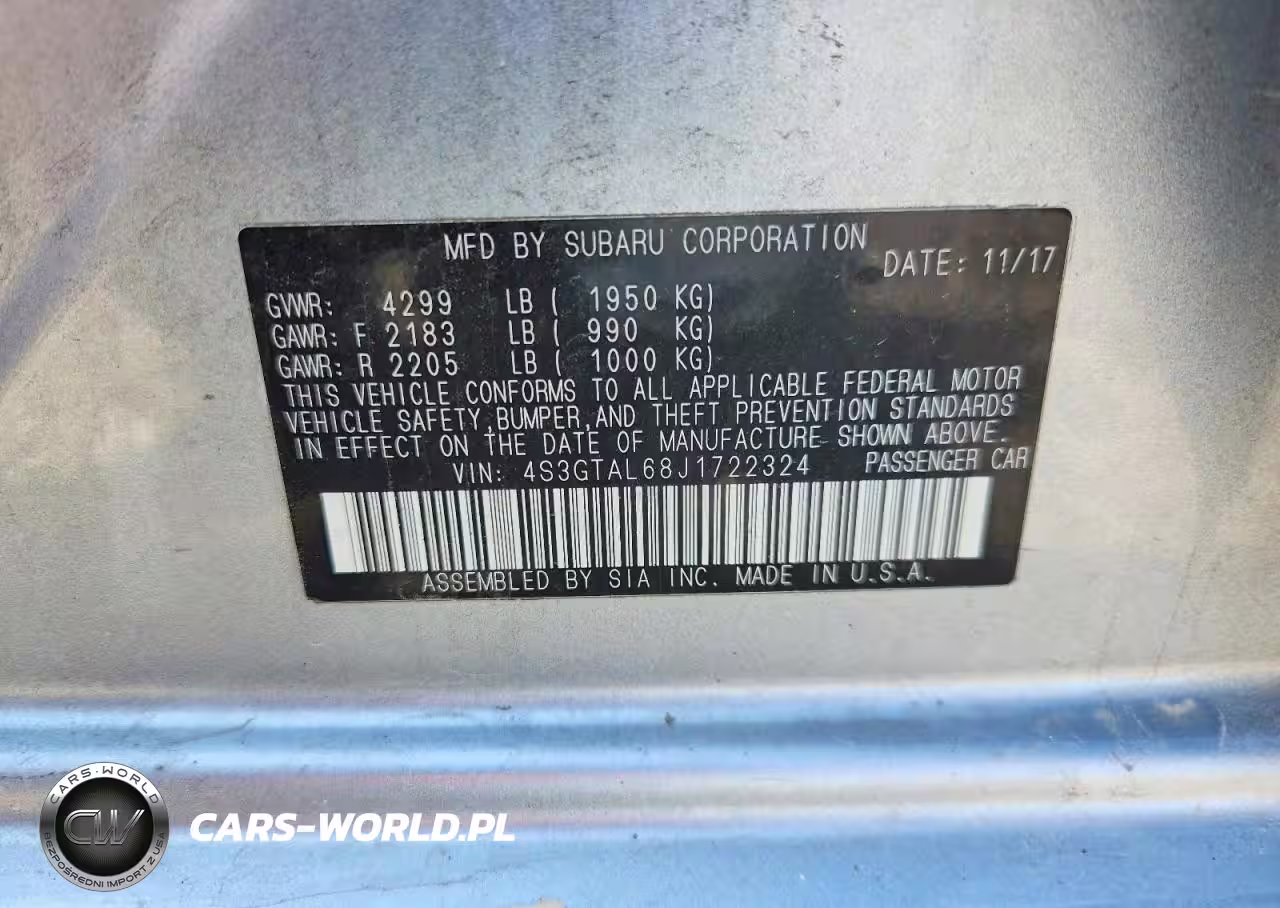 MFD BY SUBARU CORPORATION
DATE: 11/17
GVWR: 4299 LB ( 1950 KG)
GAWR: F 2183 LB ( 990 KG)
GAWR: R 2205 LB ( 1000 KG)
THIS VEHICLE CONFORMS TO ALL APPLICABLE FEDERAL MOTOR
VEHICLE SAFETY,BUMPER,AND THEFT PREVENTION STANDARDS
IN EFFECT ON THE DATE OF MANUFACTURE SHOWN ABOVE.
VIN: 4S3GTAL68J1722324 PASSENGER CAR
ASSEMBLED BY SIA INC. MADE IN U.S.A.
CARS·WORLD
CW
BEZPOŚREDNI IMPORT Z USA
CARS-WORLD.PL